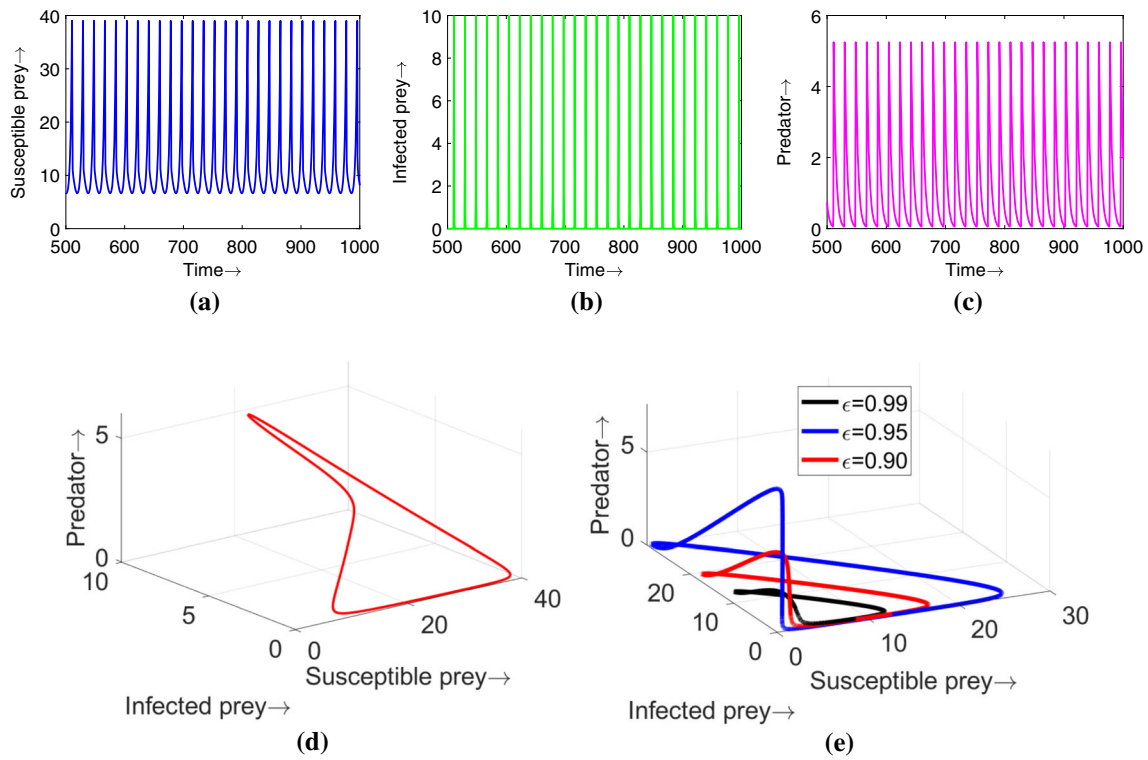 40
30
20
10
0
500 600 700 800 900 1000
Susceptible prey→
Time→
(a)
10
8
6
4
2
0
500 600 700 800 900 1000
Infected prey→
Time→
(b)
6
4
2
0
500 600 700 800 900 1000
Predator→
Time→
(c)
Predator→
5
0
10
5
0
0
20
40
Susceptible prey→
Infected prey→
(d)
ϵ=0.99
ϵ=0.95
ϵ=0.90
Predator→
5
0
20
10
0
0
10
20
30
Susceptible prey→
Infected prey→
(e)